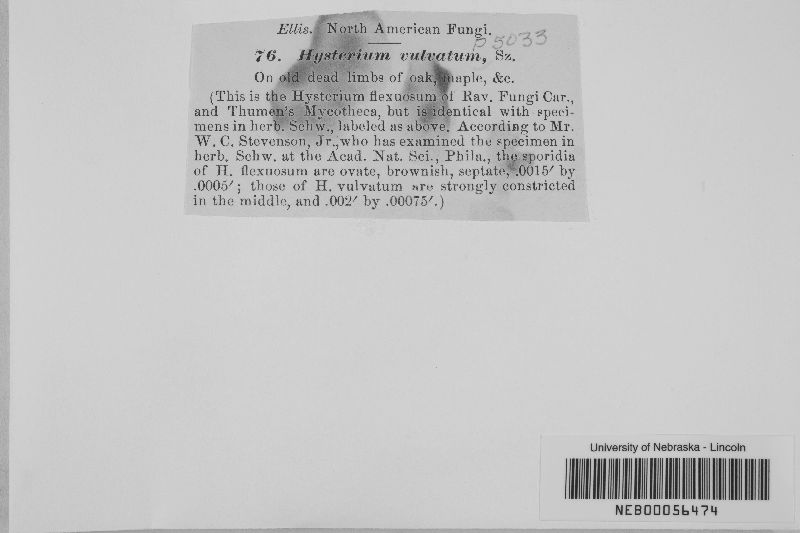 Ellis. North American Fungi.
p 5033
76. Hysterium vulvatum, Sz.
On old dead limbs of oak, maple, &c.
(This is the Hysterium flexuosum of Rav. Fungi Car.,
and Thumen's Mycotheca, but is identical with speci-
mens in herb. Schw., labeled as above. According to Mr.
W. C. Stevenson, Jr., who has examined the specimen in
herb. Schw. at the Acad. Nat. Sci., Phila., the sporidia
of H. flexuosum are ovate, brownish, septate, .0015′ by
.0005′; those of H. vulvatum are strongly constricted
in the middle, and .002′ by .00075′.)
University of Nebraska - Lincoln
NEB00056474